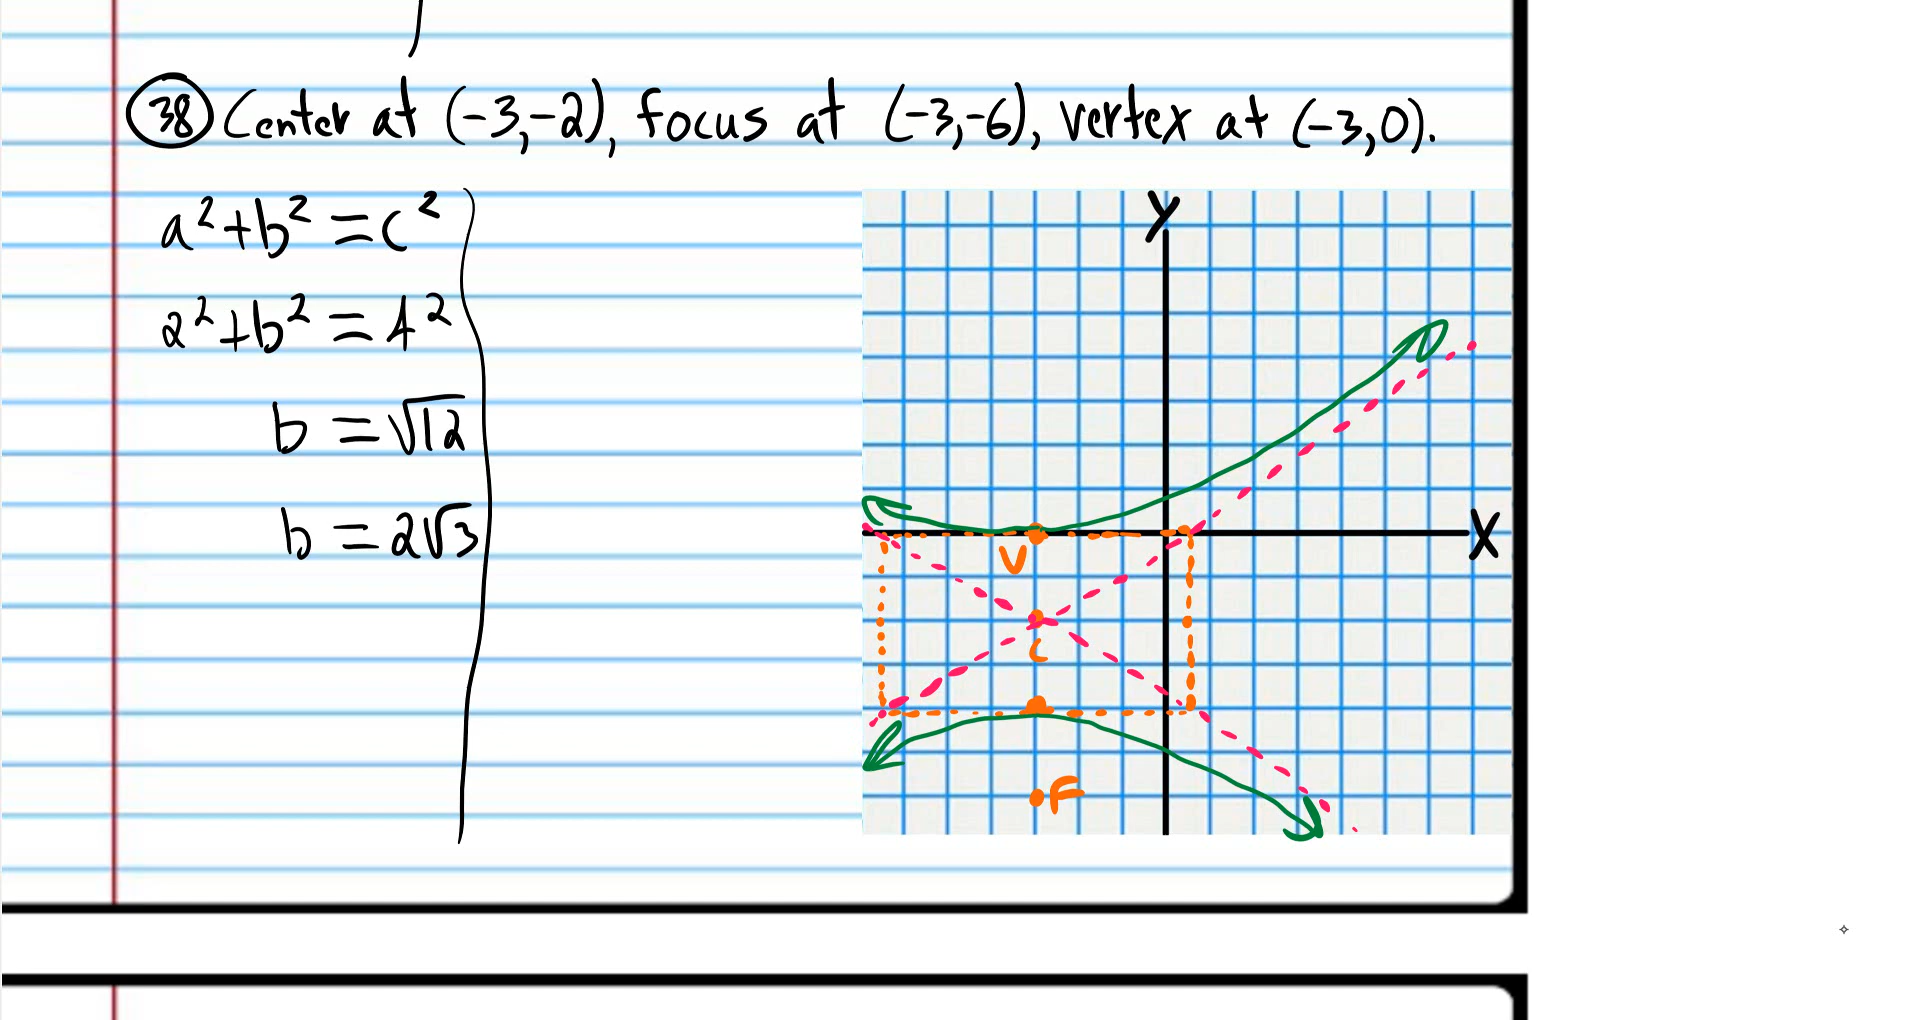 38 Center at (-3,-2), focus at (-3,-6), vertex at (-3,0).
a² + b² = c²
2² + b² = 4²
b = √12
b = 2√3
Y
X
V
C
F